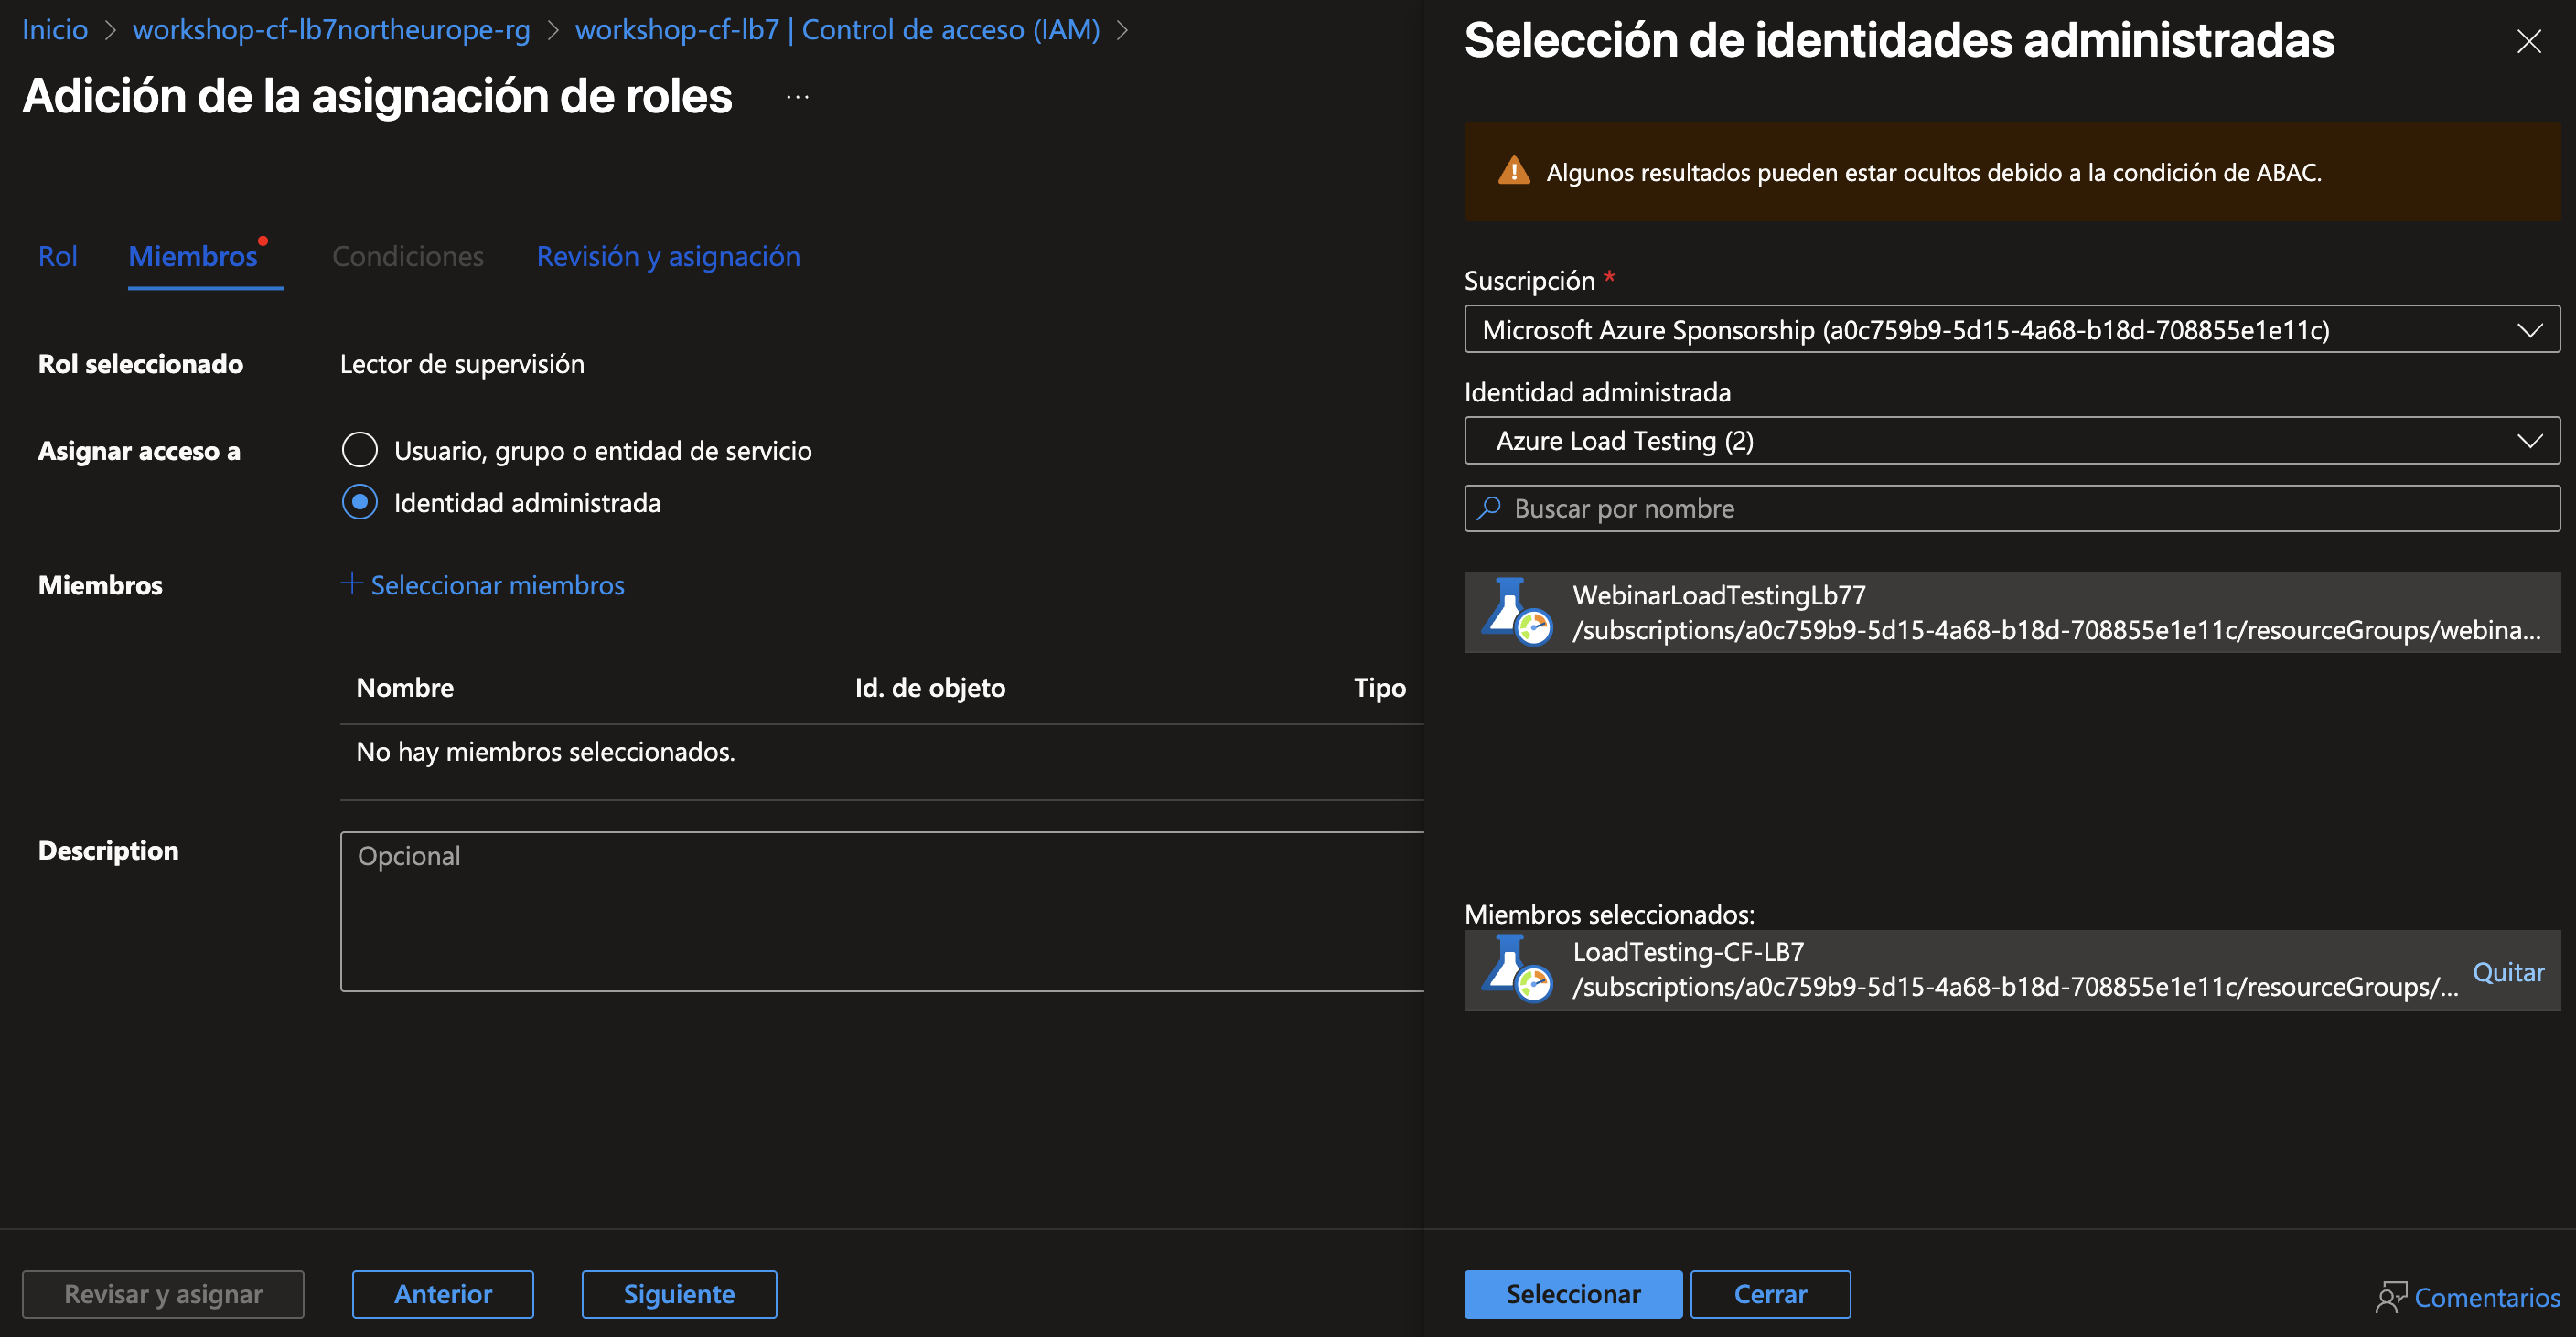 Inicio > workshop-cf-lb7northeurope-rg > workshop-cf-lb7 | Control de acceso (IAM) >
Adición de la asignación de roles ...
Rol Miembros Condiciones Revisión y asignación
Rol seleccionado Lector de supervisión
Asignar acceso a Usuario, grupo o entidad de servicio
Identidad administrada
Miembros + Seleccionar miembros
Nombre Id. de objeto Tipo
No hay miembros seleccionados.
Description Opcional
Revisar y asignar Anterior Siguiente
Selección de identidades administradas
Algunos resultados pueden estar ocultos debido a la condición de ABAC.
Suscripción *
Microsoft Azure Sponsorship (a0c759b9-5d15-4a68-b18d-708855e1e11c)
Identidad administrada
Azure Load Testing (2)
Buscar por nombre
WebinarLoadTestingLb77
/subscriptions/a0c759b9-5d15-4a68-b18d-708855e1e11c/resourceGroups/webina...
Miembros seleccionados:
LoadTesting-CF-LB7
/subscriptions/a0c759b9-5d15-4a68-b18d-708855e1e11c/resourceGroups/...
Quitar
Seleccionar Cerrar Comentarios